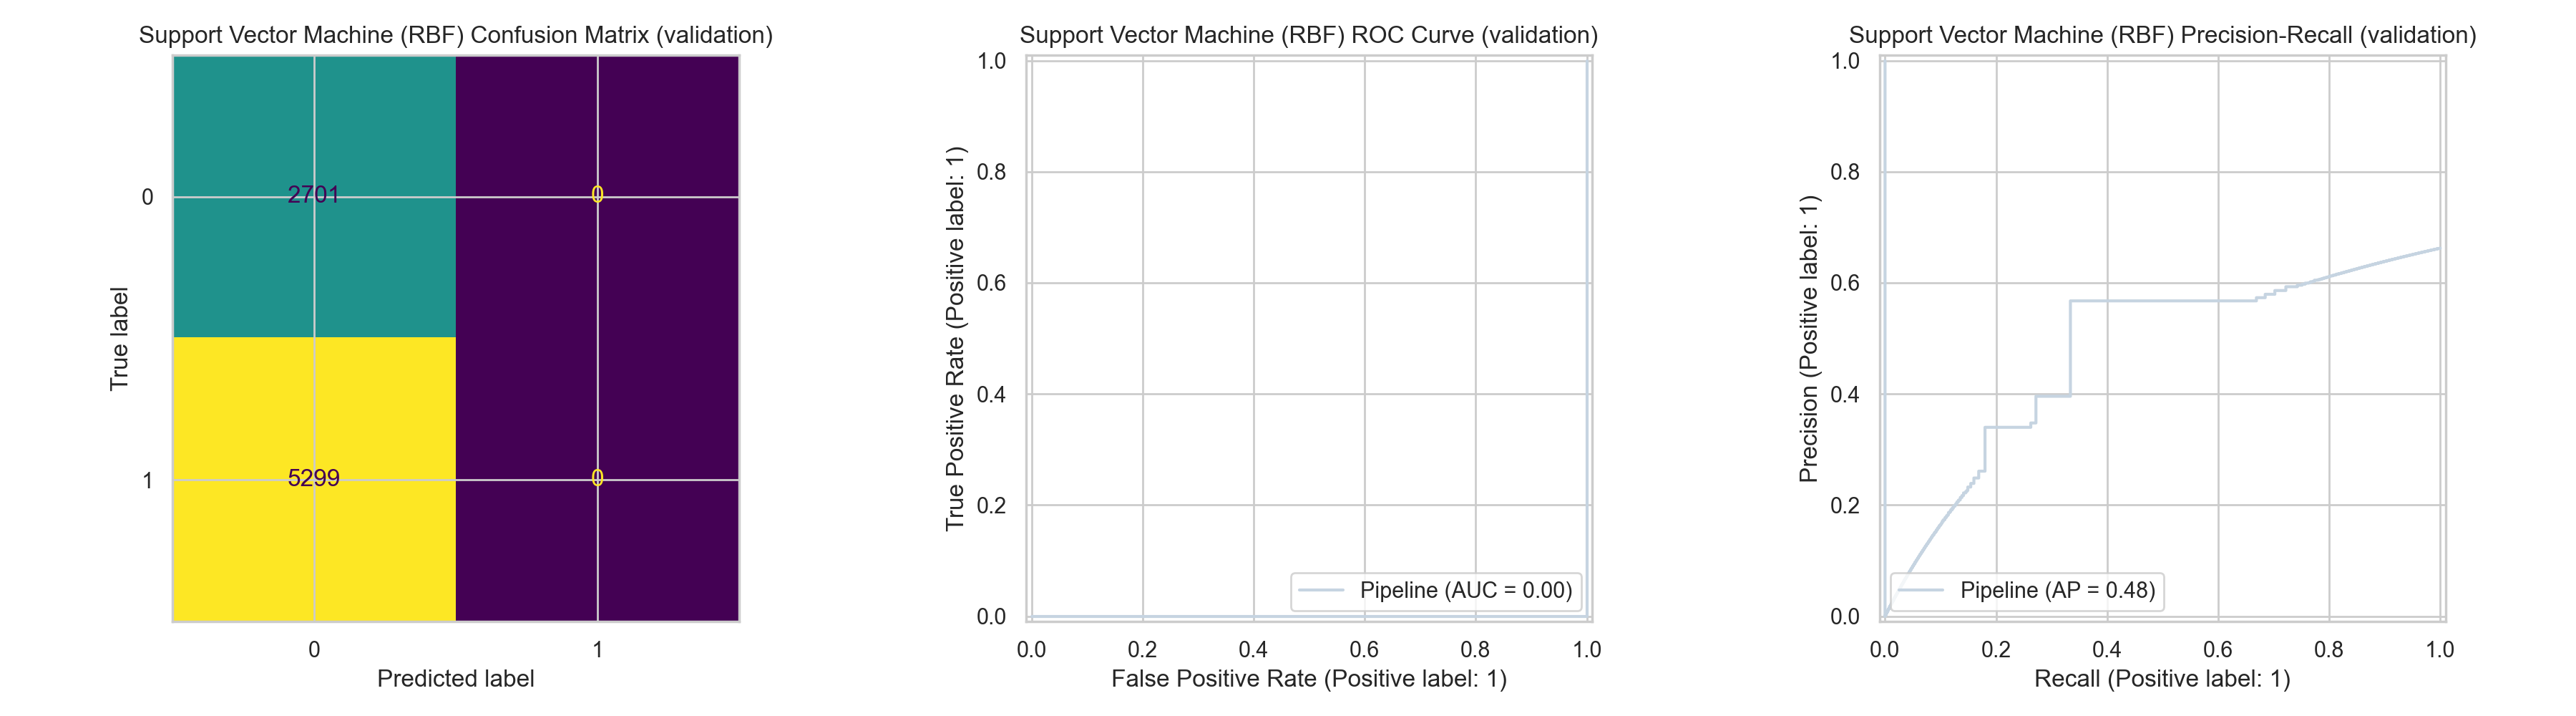 Support Vector Machine (RBF) Confusion Matrix (validation)
True label
0
1
2701
0
5299
0
0
1
Predicted label
Support Vector Machine (RBF) ROC Curve (validation)
True Positive Rate (Positive label: 1)
1.0
0.8
0.6
0.4
0.2
0.0
Pipeline (AUC = 0.00)
0.0
0.2
0.4
0.6
0.8
1.0
False Positive Rate (Positive label: 1)
Support Vector Machine (RBF) Precision-Recall (validation)
Precision (Positive label: 1)
1.0
0.8
0.6
0.4
0.2
0.0
Pipeline (AP = 0.48)
0.0
0.2
0.4
0.6
0.8
1.0
Recall (Positive label: 1)